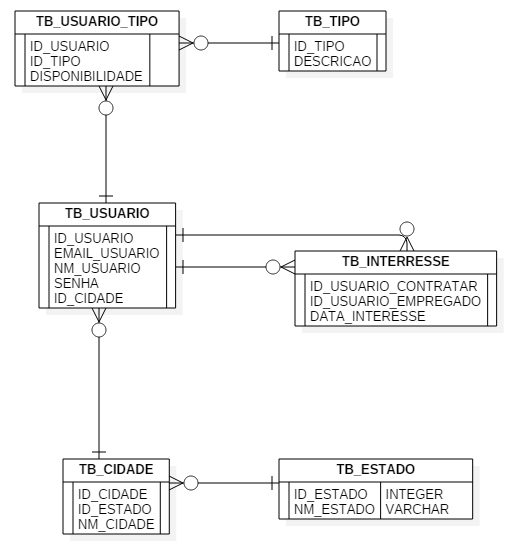 TB_USUARIO_TIPO
ID_USUARIO
ID_TIPO
DISPONIBILIDADE
TB_TIPO
ID_TIPO
DESCRICAO
TB_USUARIO
ID_USUARIO
EMAIL_USUARIO
NM_USUARIO
SENHA
ID_CIDADE
TB_INTERRESSE
ID_USUARIO_CONTRATAR
ID_USUARIO_EMPREGADO
DATA_INTERESSE
TB_CIDADE
ID_CIDADE
ID_ESTADO
NM_CIDADE
TB_ESTADO
ID_ESTADO INTEGER
NM_ESTADO VARCHAR